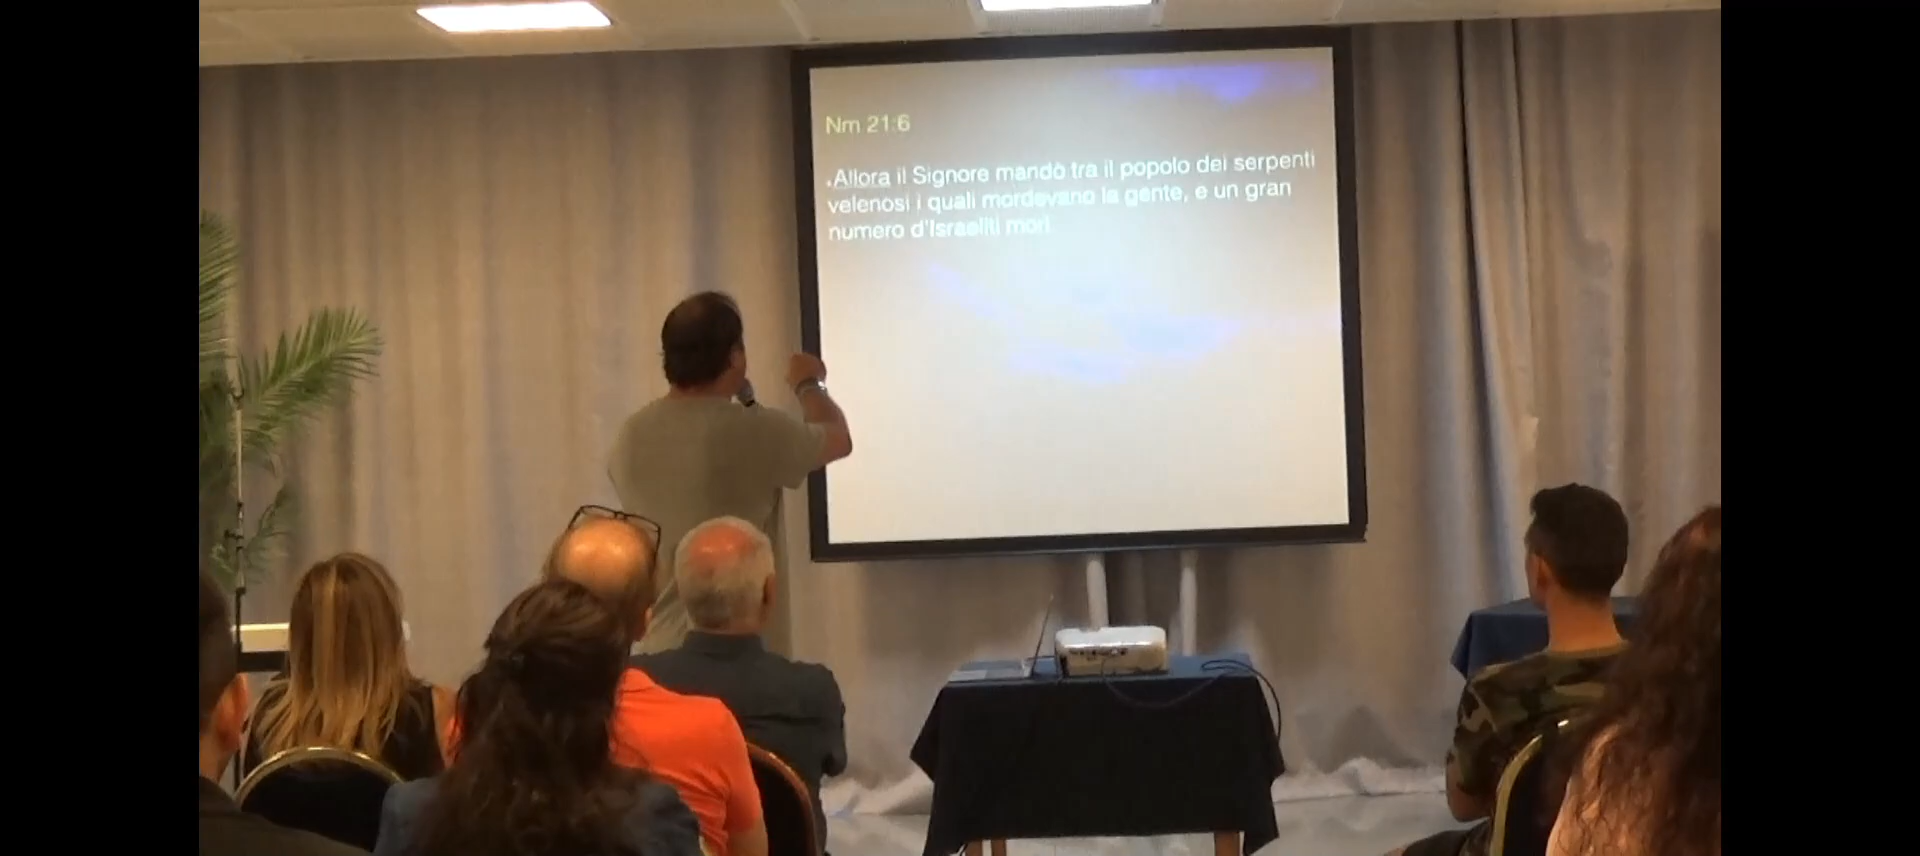 Nm 21:6
.Allora il Signore mandò tra il popolo dei serpenti
velenosi i quali mordevano la gente, e un gran
numero d'Israeliti morì